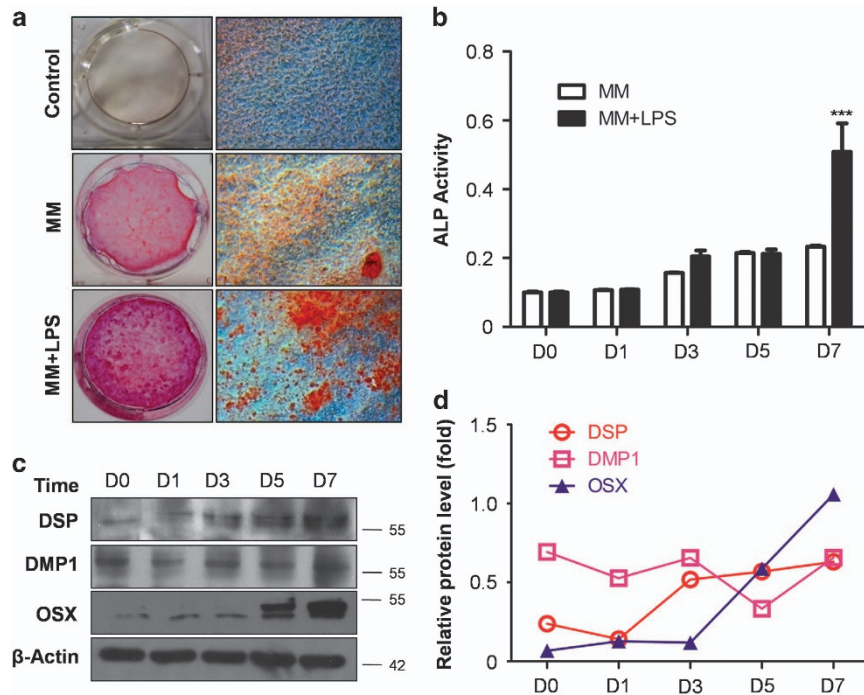 a
Control
MM
MM+LPS
b
ALP Activity
0.8
0.6
0.4
0.2
0
MM
MM+LPS
***
D0 D1 D3 D5 D7
c
Time D0 D1 D3 D5 D7
DSP 55
DMP1 55
OSX 55
β-Actin 42
d
Relative protein level (fold)
1.5
1.0
0.5
0
DSP
DMP1
OSX
D0 D1 D3 D5 D7